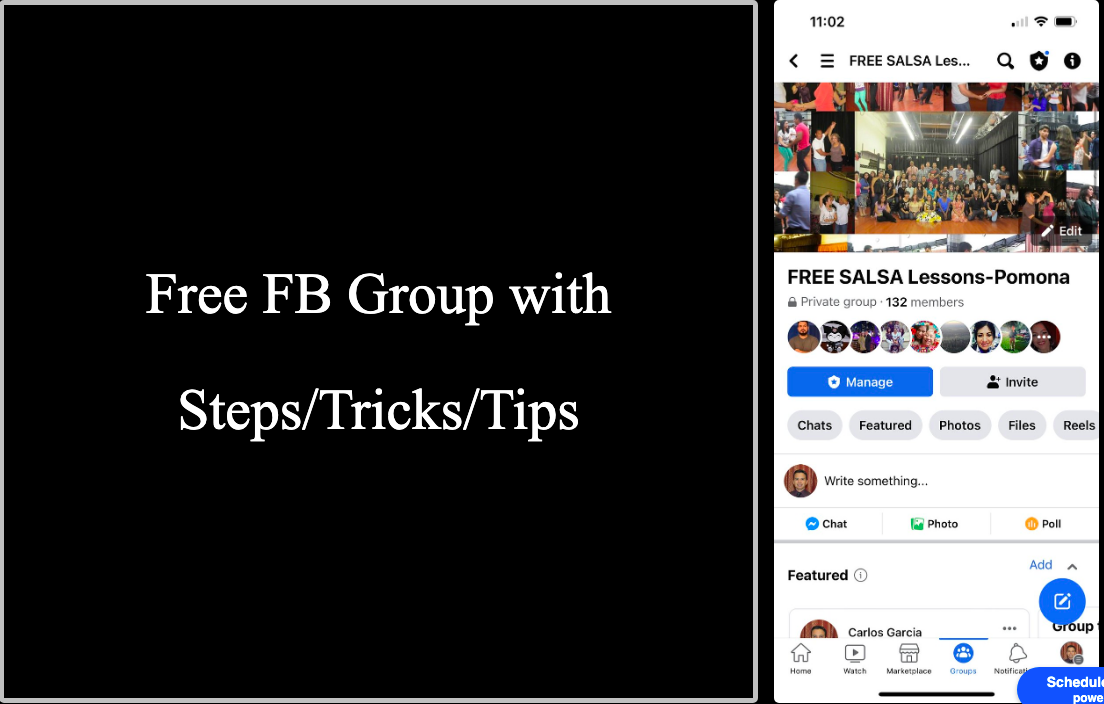 Free FB Group with
Steps/Tricks/Tips
11:02
FREE SALSA Les...
Edit
FREE SALSA Lessons-Pomona
Private group · 132 members
Manage
Invite
Chats
Featured
Photos
Files
Reels
Write something...
Chat
Photo
Poll
Featured
Add
Carlos Garcia
Group
Home
Watch
Marketplace
Groups
Notificati
Schedule
powe